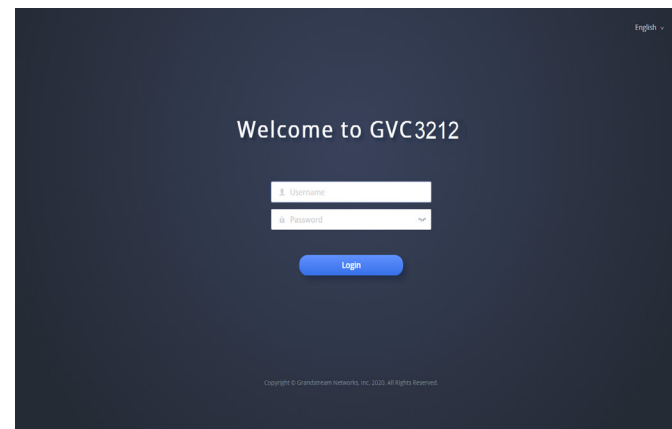 English
Welcome to GVC3212
Username
Password
Login
Copyright © Grandstream Networks, Inc. 2020. All Rights Reserved.